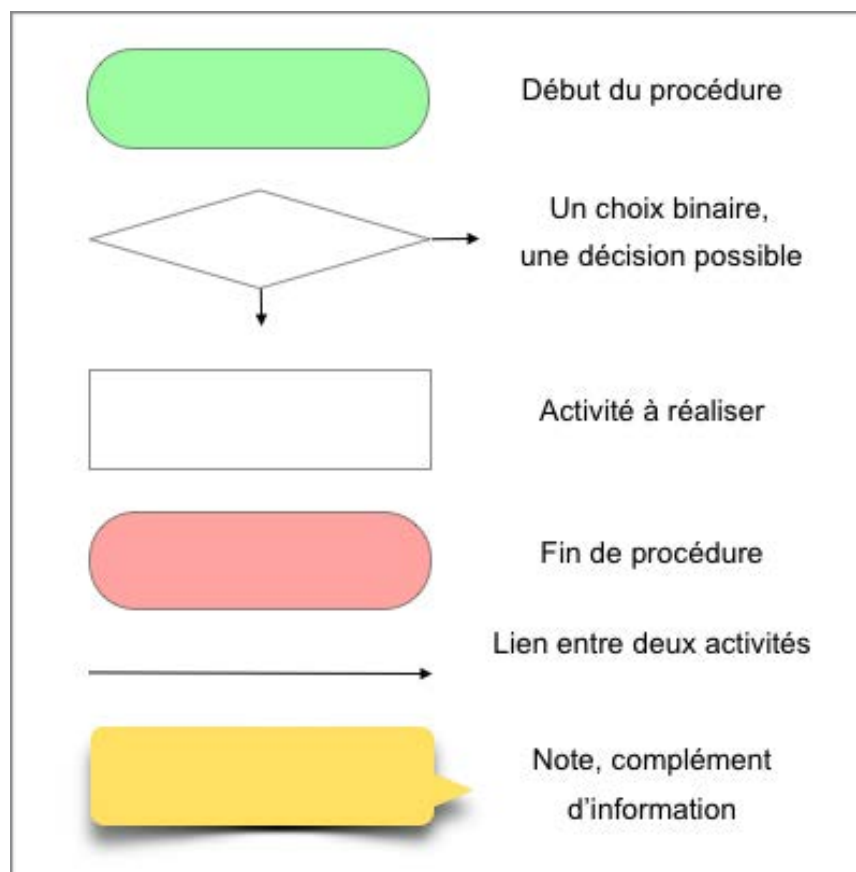 Début du procédure
Un choix binaire,
une décision possible
Activité à réaliser
Fin de procédure
Lien entre deux activités
Note, complément
d'information